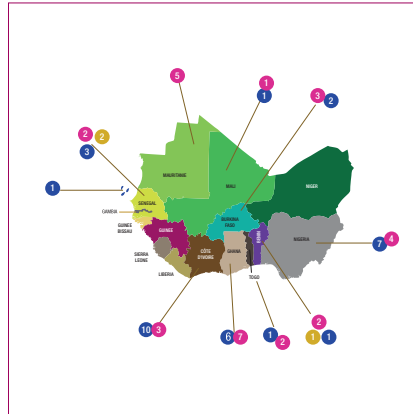 5
1
1
3
2
2
2
3
1
MAURITANIE
MALI
NIGER
SENEGAL
GAMBIA
GUINEE
BISSAU
GUINEE
BURKINA
FASO
BENIN
NIGERIA
4
7
SIERRA
LEONE
CÔTE
D'IVOIRE
GHANA
LIBERIA
TOGO
10
3
6
7
1
2
2
1
1